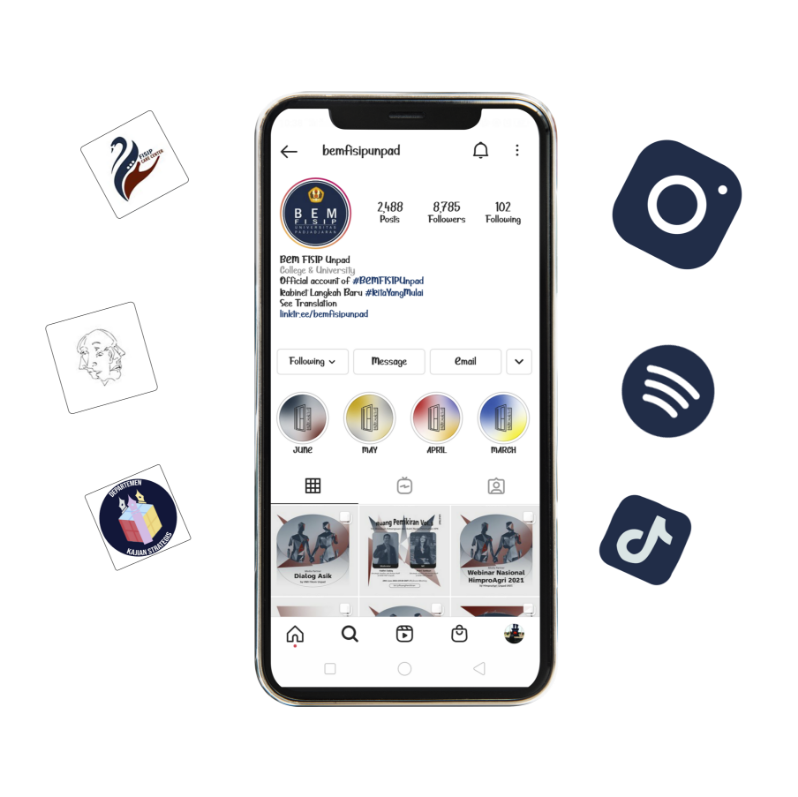 bemfisipunpad
BEM
FISIP
UNIVERSITAS
PADJADJARAN
2,488
Posts
8,785
Followers
102
Following
BEM FISIP Unpad
College & University
Official account of #BEMFISIPUnpad
Kabinet Langkah Baru #KitaYangMulai
See Translation
linktr.ee/bemfisipunpad
Following
Message
Email
JUNE
MAY
APRIL
MARCH
Dialog Asik
Ruang Pemikiran Vol.5
Webinar Nasional
HimproAgri 2021
FISIP
CARE CENTER
DEPARTEMEN
KAJIAN STRATEGIS